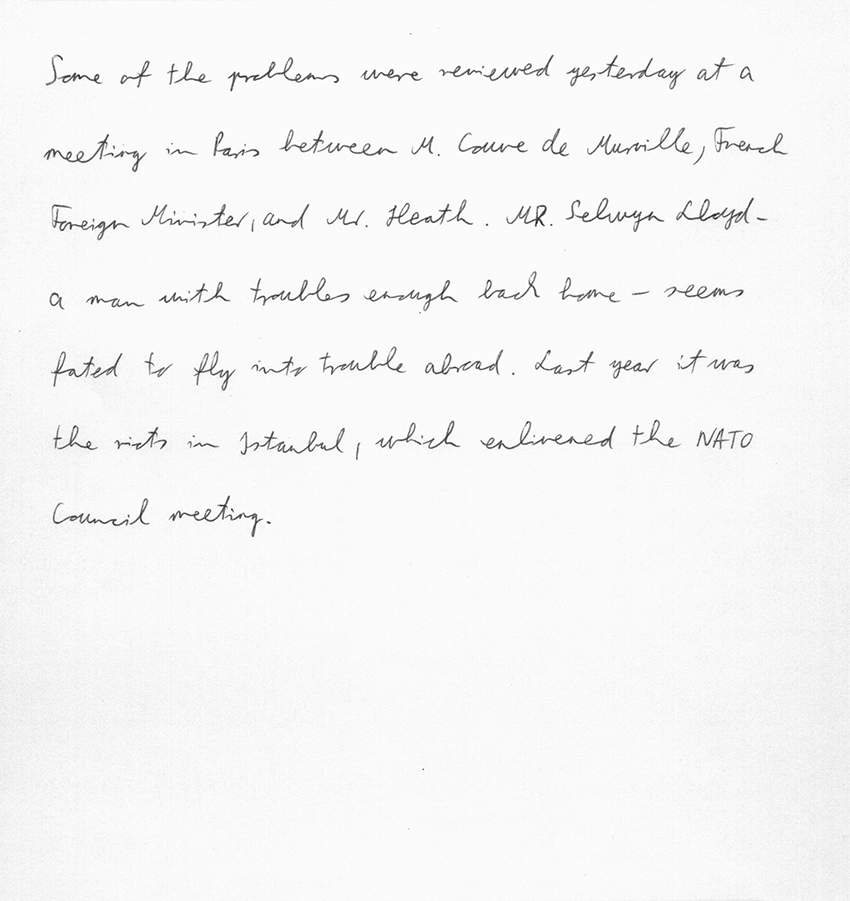 Some of the problems were reviewed yesterday at a
meeting in Paris between M. Couve de Murville, French
Foreign Minister, and Mr. Heath. MR. Selwyn Lloyd -
a man with troubles enough back home - seems
fated to fly into trouble abroad. Last year it was
the riots in Istanbul, which enlivened the NATO
Council meeting.